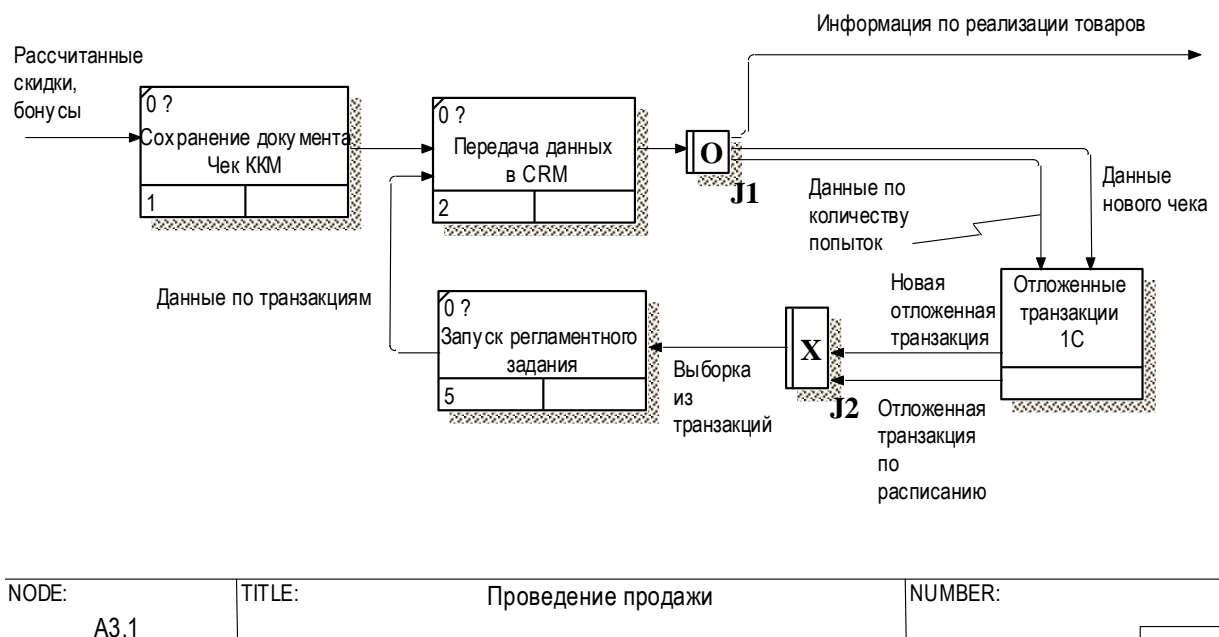 Информация по реализации товаров
Рассчитанные
скидки,
бонусы
0 ?
Сохранение документа
Чек ККМ
1
0 ?
Передача данных
в CRM
2
O
J1
Данные по
количеству
попыток
Данные
нового чека
Данные по транзакциям
0 ?
Запуск регламентного
задания
5
Выборка
из
транзакций
X
J2
Новая
отложенная
транзакция
Отложенные
транзакции
1С
Отложенная
транзакция
по
расписанию
NODE:
A3.1
TITLE:
Проведение продажи
NUMBER: